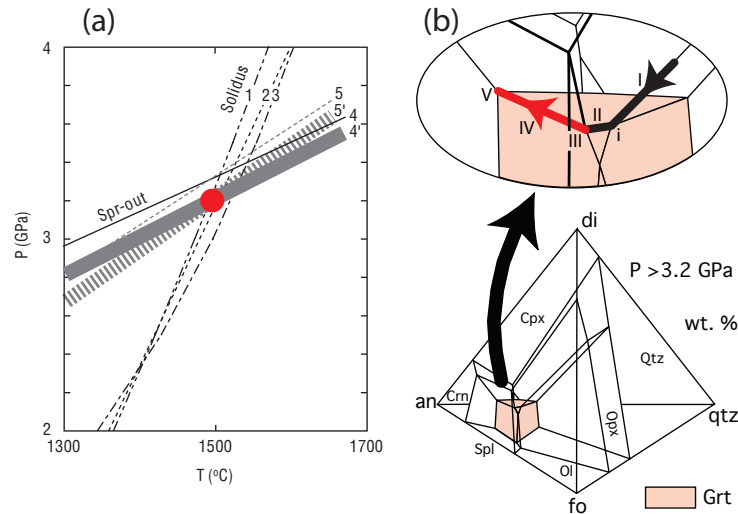 (a)
(b)
4
3
2
P (GPa)
1300
1500
1700
T (°C)
Solidus
1
2
3
5
5'
4
4'
Spr-out
I
II
i
III
IV
V
di
P >3.2 GPa
wt. %
Cpx
Qtz
an
Crn
Opx
qtz
Spl
Ol
fo
Grt